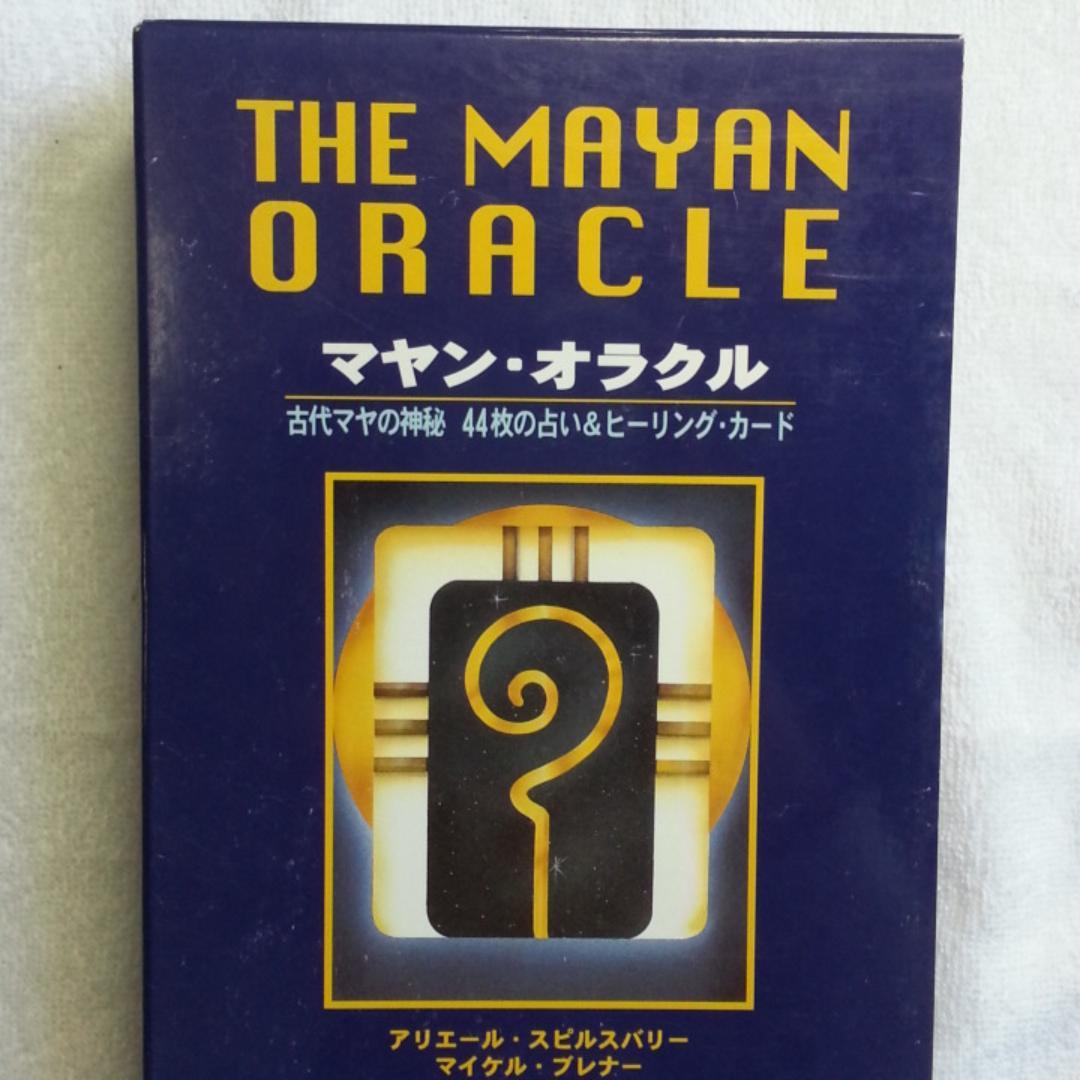 THE MAYAN
ORACLE
マヤン・オラクル
古代マヤの神秘 44枚の占い&ヒーリング・カード
アリエール・スピルスバリー
マイケル・ブレナー